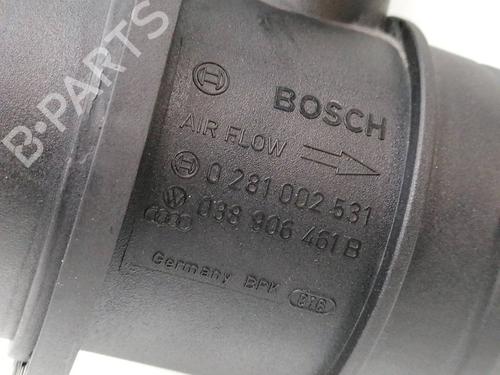 B-PARTS
BOSCH
AIR FLOW
0 281 002 531
038 906 461 B
Germany BPK